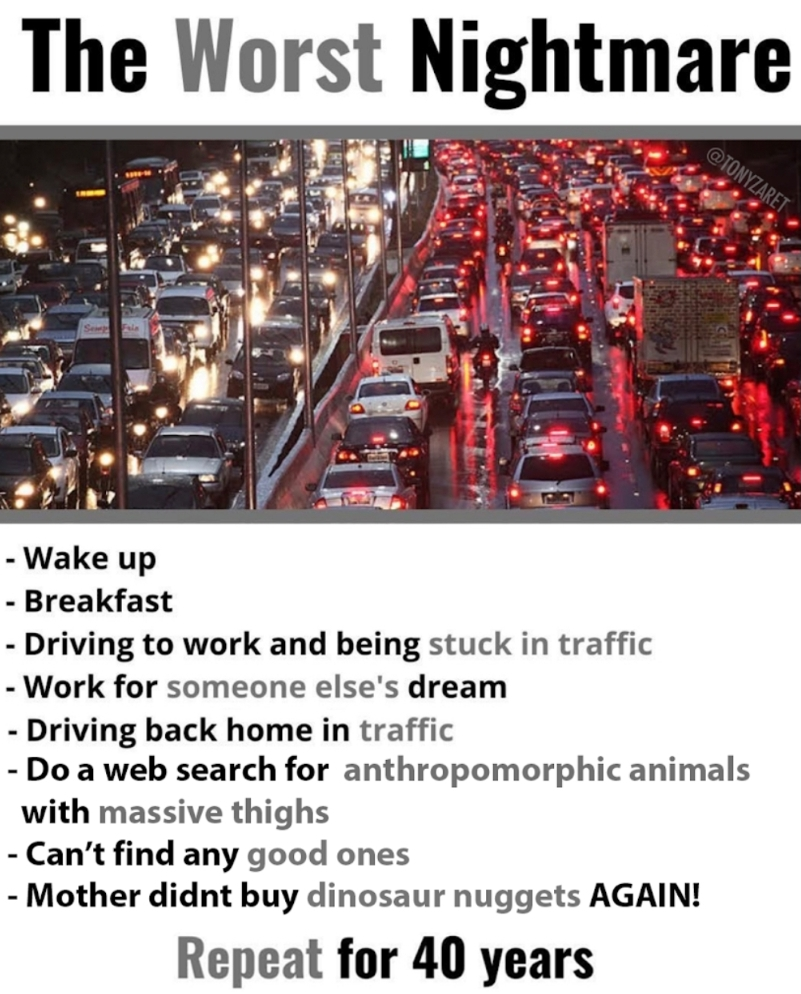 The Worst Nightmare
@TONYZARET
- Wake up
- Breakfast
- Driving to work and being stuck in traffic
- Work for someone else's dream
- Driving back home in traffic
- Do a web search for anthropomorphic animals
with massive thighs
- Can't find any good ones
- Mother didnt buy dinosaur nuggets AGAIN!
Repeat for 40 years